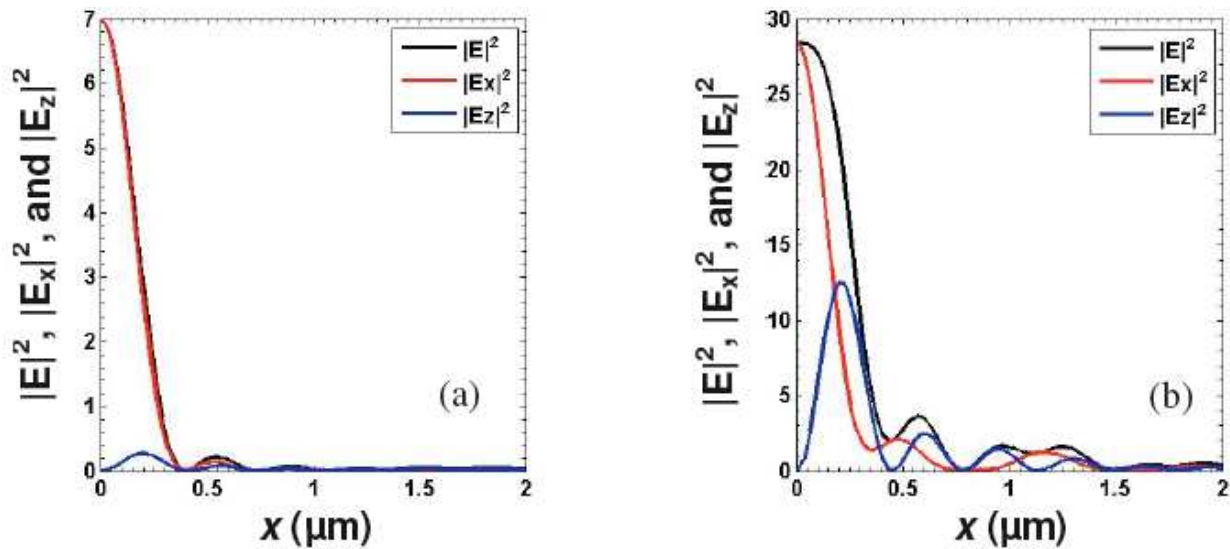 |E|², |Eₓ|², and |E_z|²
7
6
5
4
3
2
1
0
|E|²
|Ex|²
|Ez|²
(a)
0 0.5 1 1.5 2
x (μm)
|E|², |Eₓ|², and |E_z|²
30
25
20
15
10
5
0
|E|²
|Ex|²
|Ez|²
(b)
0 0.5 1 1.5 2
x (μm)